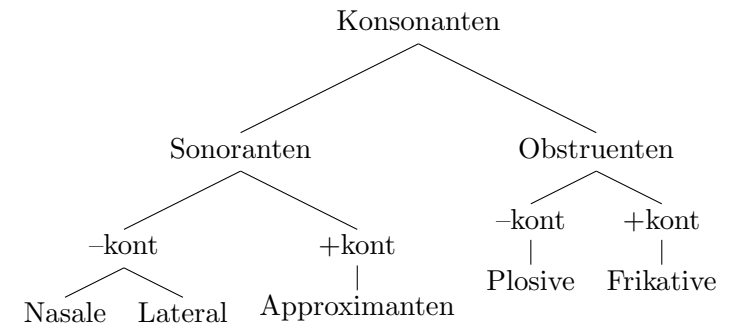 Konsonanten
Sonoranten Obstruenten
–kont +kont –kont +kont
Plosive Frikative
Nasale Lateral Approximanten